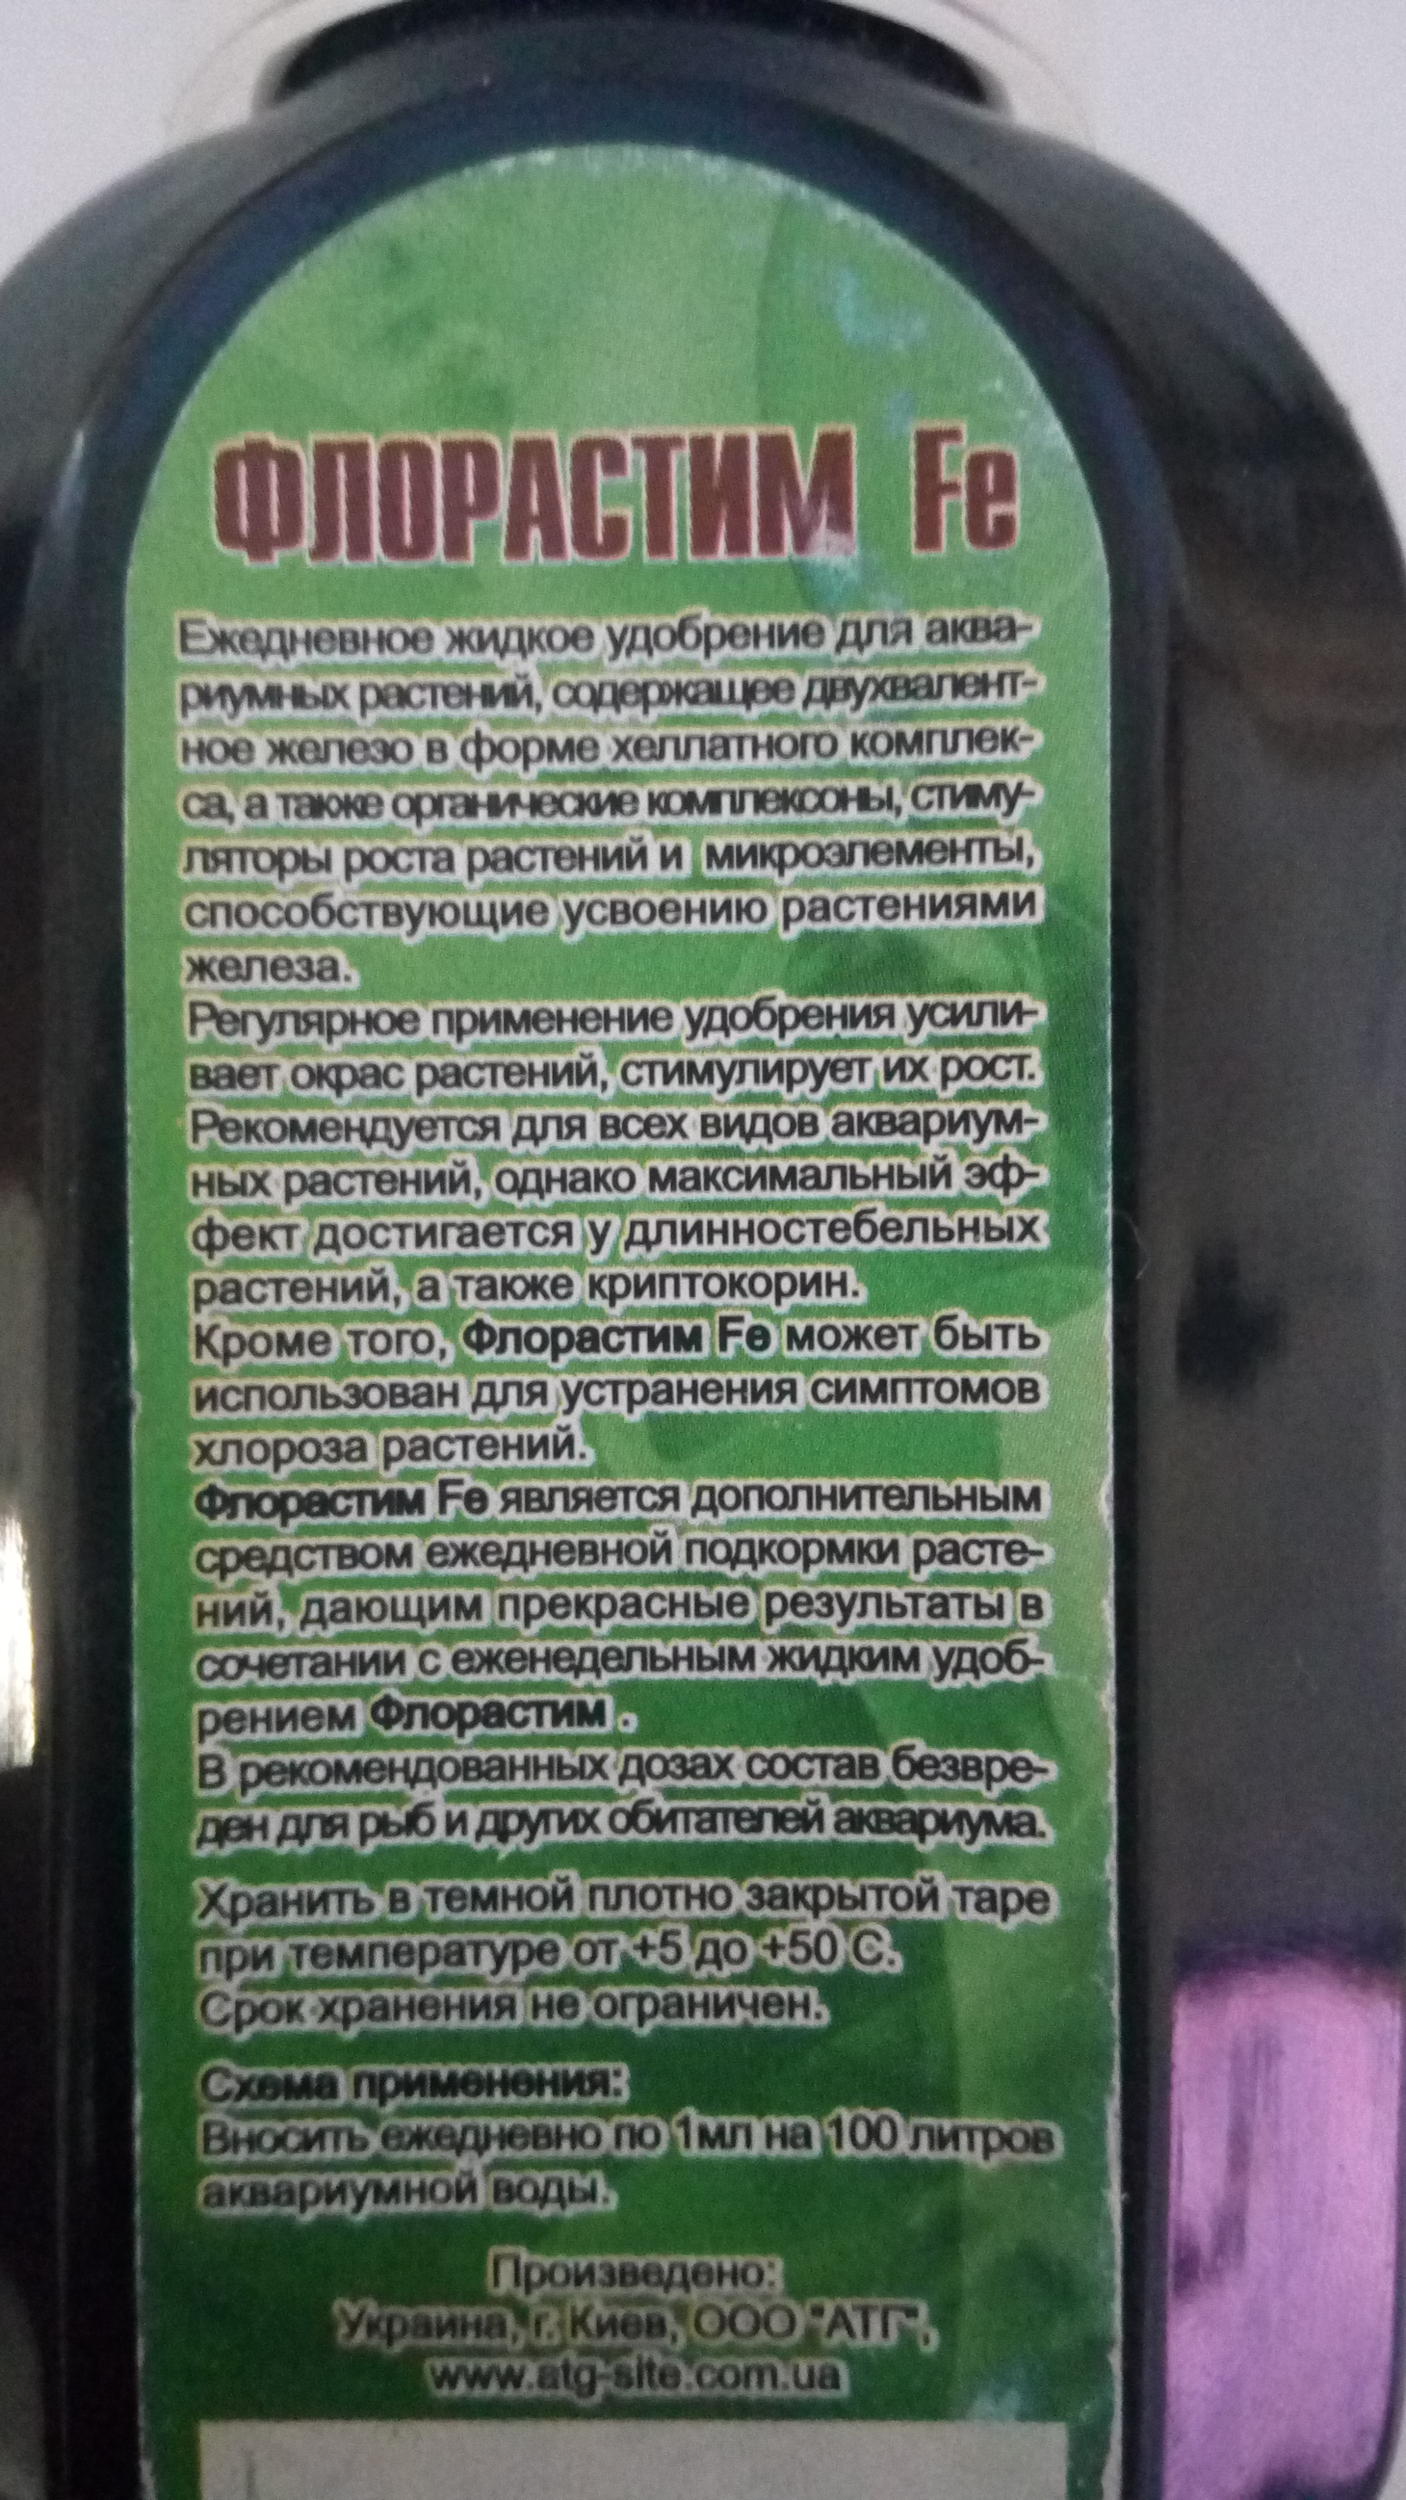 ФЛОРАСТИМ Fe
Ежедневное жидкое удобрение для аква-
риумных растений, содержащее двухвалент-
ное железо в форме хеллатного комплек-
са, а также органические комплексоны, стиму-
ляторы роста растений и микроэлементы,
способствующие усвоению растениями
железа.
Регулярное применение удобрения усили-
вает окрас растений, стимулирует их рост.
Рекомендуется для всех видов аквариум-
ных растений, однако максимальный эф-
фект достигается у длинностебельных
растений, а также криптокорин.
Кроме того, Флорастим Fe может быть
использован для устранения симптомов
хлороза растений.
Флорастим Fe является дополнительным
средством ежедневной подкормки расте-
ний, дающим прекрасные результаты в
сочетании с еженедельным жидким удоб-
рением Флорастим .
В рекомендованных дозах состав безвре-
ден для рыб и других обитателей аквариума.
Хранить в темной плотно закрытой таре
при температуре от +5 до +50 С.
Срок хранения не ограничен.
Схема применения:
Вносить ежедневно по 1мл на 100 литров
аквариумной воды.
Произведено:
Украина, г. Киев, ООО "АТГ",
www.atg-site.com.ua